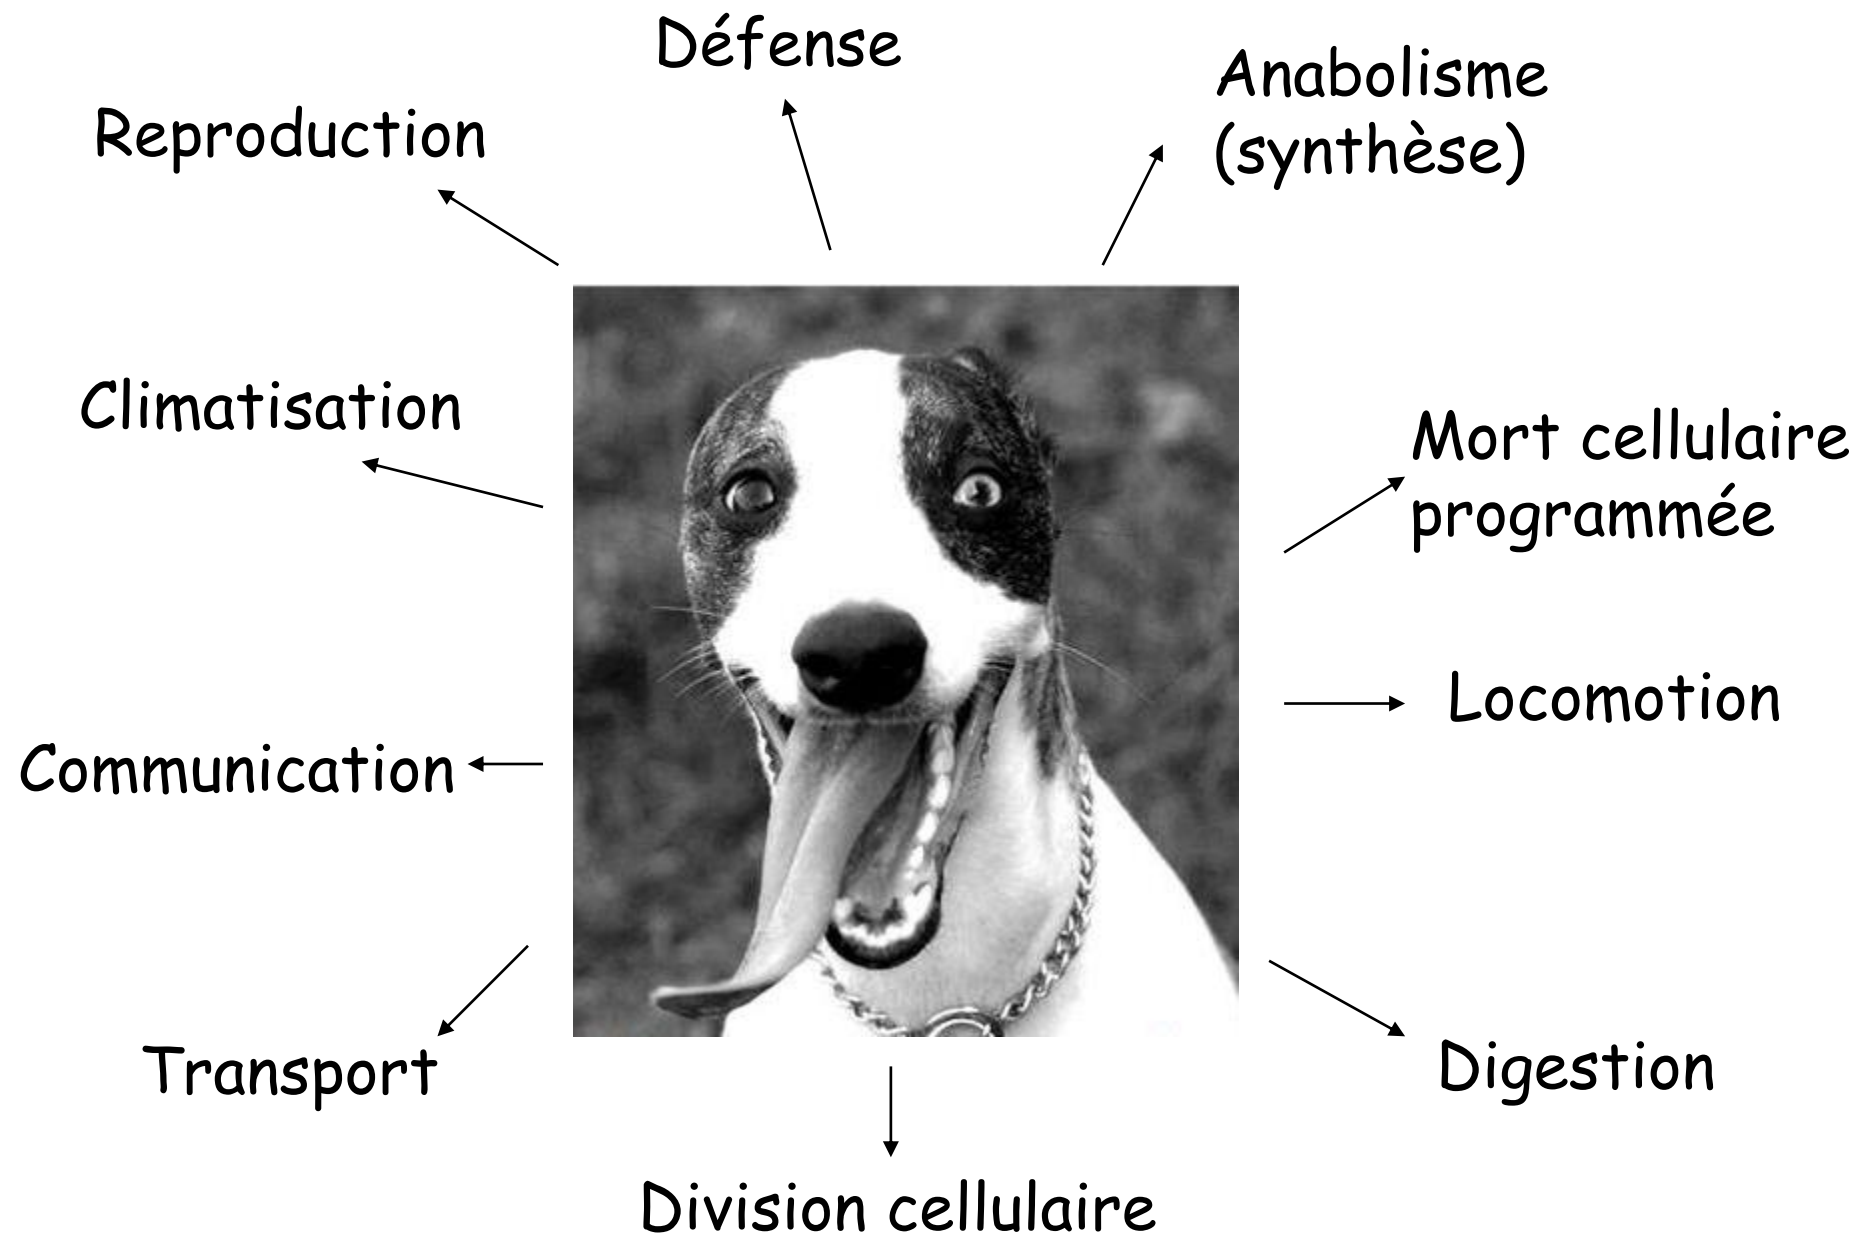 Défense
Anabolisme
(synthèse)
Reproduction
Climatisation
Mort cellulaire
programmée
Locomotion
Communication
Transport
Digestion
Division cellulaire